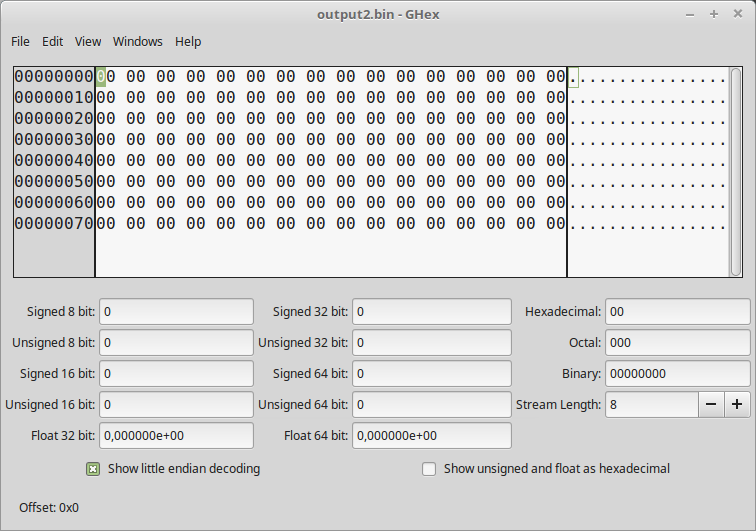 output2.bin - GHex
File Edit View Windows Help
00000000 00 00 00 00 00 00 00 00 00 00 00 00 00 00 00 00 ................
00000010 00 00 00 00 00 00 00 00 00 00 00 00 00 00 00 00 ................
00000020 00 00 00 00 00 00 00 00 00 00 00 00 00 00 00 00 ................
00000030 00 00 00 00 00 00 00 00 00 00 00 00 00 00 00 00 ................
00000040 00 00 00 00 00 00 00 00 00 00 00 00 00 00 00 00 ................
00000050 00 00 00 00 00 00 00 00 00 00 00 00 00 00 00 00 ................
00000060 00 00 00 00 00 00 00 00 00 00 00 00 00 00 00 00 ................
00000070 00 00 00 00 00 00 00 00 00 00 00 00 00 00 00 00 ................
Signed 8 bit: 0 Signed 32 bit: 0 Hexadecimal: 00
Unsigned 8 bit: 0 Unsigned 32 bit: 0 Octal: 000
Signed 16 bit: 0 Signed 64 bit: 0 Binary: 00000000
Unsigned 16 bit: 0 Unsigned 64 bit: 0 Stream Length: 8
Float 32 bit: 0,000000e+00 Float 64 bit: 0,000000e+00
Show little endian decoding Show unsigned and float as hexadecimal
Offset: 0x0